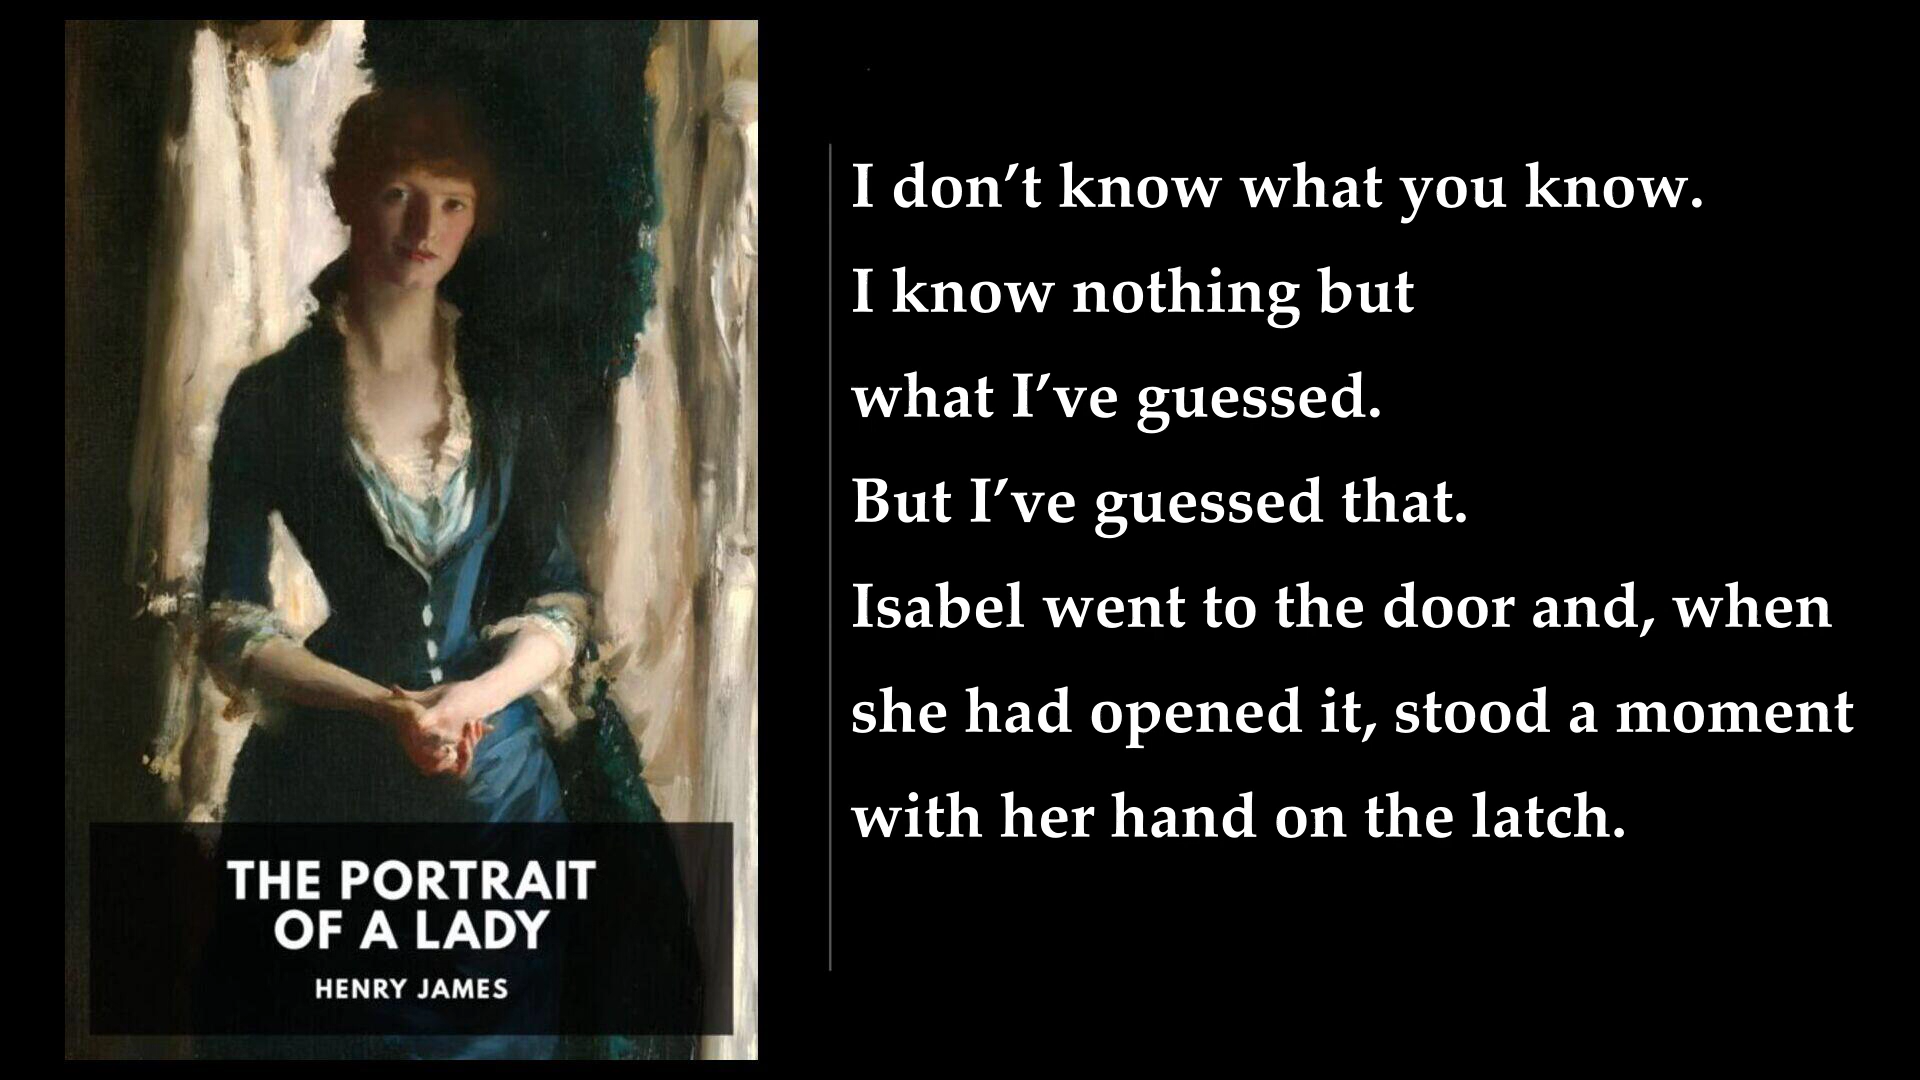 THE PORTRAIT
OF A LADY
HENRY JAMES
I don’t know what you know.
I know nothing but
what I’ve guessed.
But I’ve guessed that.
Isabel went to the door and, when
she had opened it, stood a moment
with her hand on the latch.